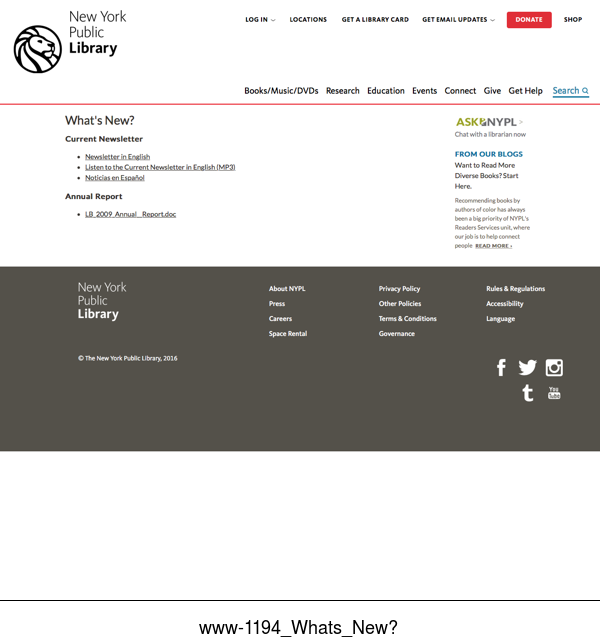 New York
Public
Library
LOG IN
LOCATIONS
GET A LIBRARY CARD
GET EMAIL UPDATES
DONATE
SHOP
Books/Music/DVDs Research Education Events Connect Give Get Help Search
What's New?
Current Newsletter
Newsletter in English
Listen to the Current Newsletter in English (MP3)
Noticias en Español
Annual Report
LB_2009_Annual_ Report.doc
ASK NYPL >
Chat with a librarian now
FROM OUR BLOGS
Want to Read More
Diverse Books? Start
Here.
Recommending books by
authors of color has always
been a big priority of NYPL's
Readers Services unit, where
our job is to help connect
people READ MORE ›
New York
Public
Library
About NYPL
Press
Careers
Space Rental
Privacy Policy
Other Policies
Terms & Conditions
Governance
Rules & Regulations
Accessibility
Language
© The New York Public Library, 2016
You
Tube
www-1194_Whats_New?